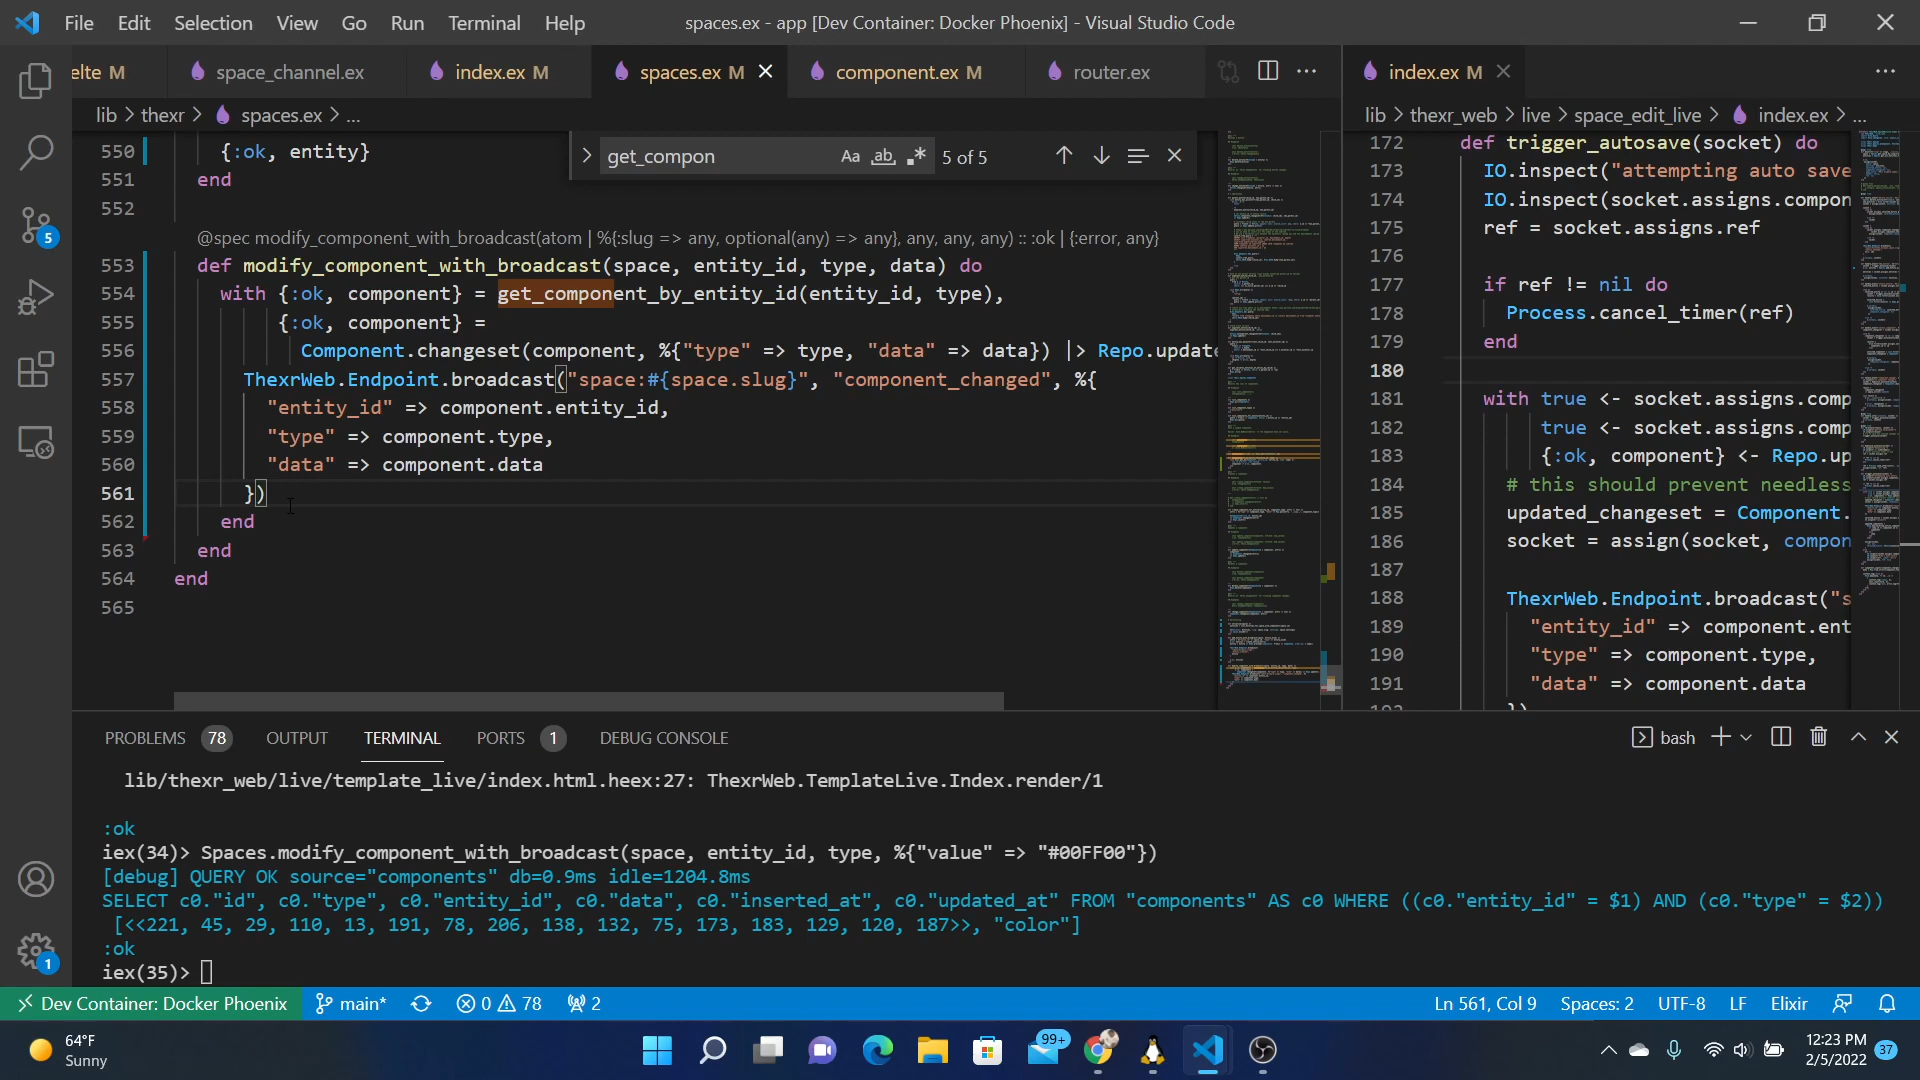 File Edit Selection View Go Run Terminal Help
spaces.ex - app [Dev Container: Docker Phoenix] - Visual Studio Code
elte M
space_channel.ex
index.ex M
spaces.ex M
component.ex M
router.ex
index.ex M
lib > thexr > spaces.ex > ...
lib > thexr_web > live > space_edit_live > index.ex > ...
get_compon
Aa ab .* 5 of 5
550 {:ok, entity}
551 end
552
@spec modify_component_with_broadcast(atom | %{:slug => any, optional(any) => any}, any, any, any) :: :ok | {:error, any}
553 def modify_component_with_broadcast(space, entity_id, type, data) do
554 with {:ok, component} = get_component_by_entity_id(entity_id, type),
555 {:ok, component} =
556 Component.changeset(component, %{"type" => type, "data" => data}) |> Repo.update
557 ThexrWeb.Endpoint.broadcast("space:#{space.slug}", "component_changed", %{
558 "entity_id" => component.entity_id,
559 "type" => component.type,
560 "data" => component.data
561 })
562 end
563 end
564 end
565
172 def trigger_autosave(socket) do
173 IO.inspect("attempting auto save
174 IO.inspect(socket.assigns.compon
175 ref = socket.assigns.ref
176
177 if ref != nil do
178 Process.cancel_timer(ref)
179 end
180
181 with true <- socket.assigns.comp
182 true <- socket.assigns.comp
183 {:ok, component} <- Repo.up
184 # this should prevent needless
185 updated_changeset = Component.
186 socket = assign(socket, compon
187
188 ThexrWeb.Endpoint.broadcast("s
189 "entity_id" => component.ent
190 "type" => component.type,
191 "data" => component.data
192 })
5
1
PROBLEMS 78 OUTPUT TERMINAL PORTS 1 DEBUG CONSOLE
bash
lib/thexr_web/live/template_live/index.html.heex:27: ThexrWeb.TemplateLive.Index.render/1
:ok
iex(34)> Spaces.modify_component_with_broadcast(space, entity_id, type, %{"value" => "#00FF00"})
[debug] QUERY OK source="components" db=0.9ms idle=1204.8ms
SELECT c0."id", c0."type", c0."entity_id", c0."data", c0."inserted_at", c0."updated_at" FROM "components" AS c0 WHERE ((c0."entity_id" = $1) AND (c0."type" = $2))
[<<221, 45, 29, 110, 13, 191, 78, 206, 138, 132, 75, 173, 183, 129, 120, 187>>, "color"]
:ok
iex(35)>
Dev Container: Docker Phoenix main* 0 78 2
Ln 561, Col 9 Spaces: 2 UTF-8 LF Elixir
64°F
Sunny
99+
12:23 PM
2/5/2022
37